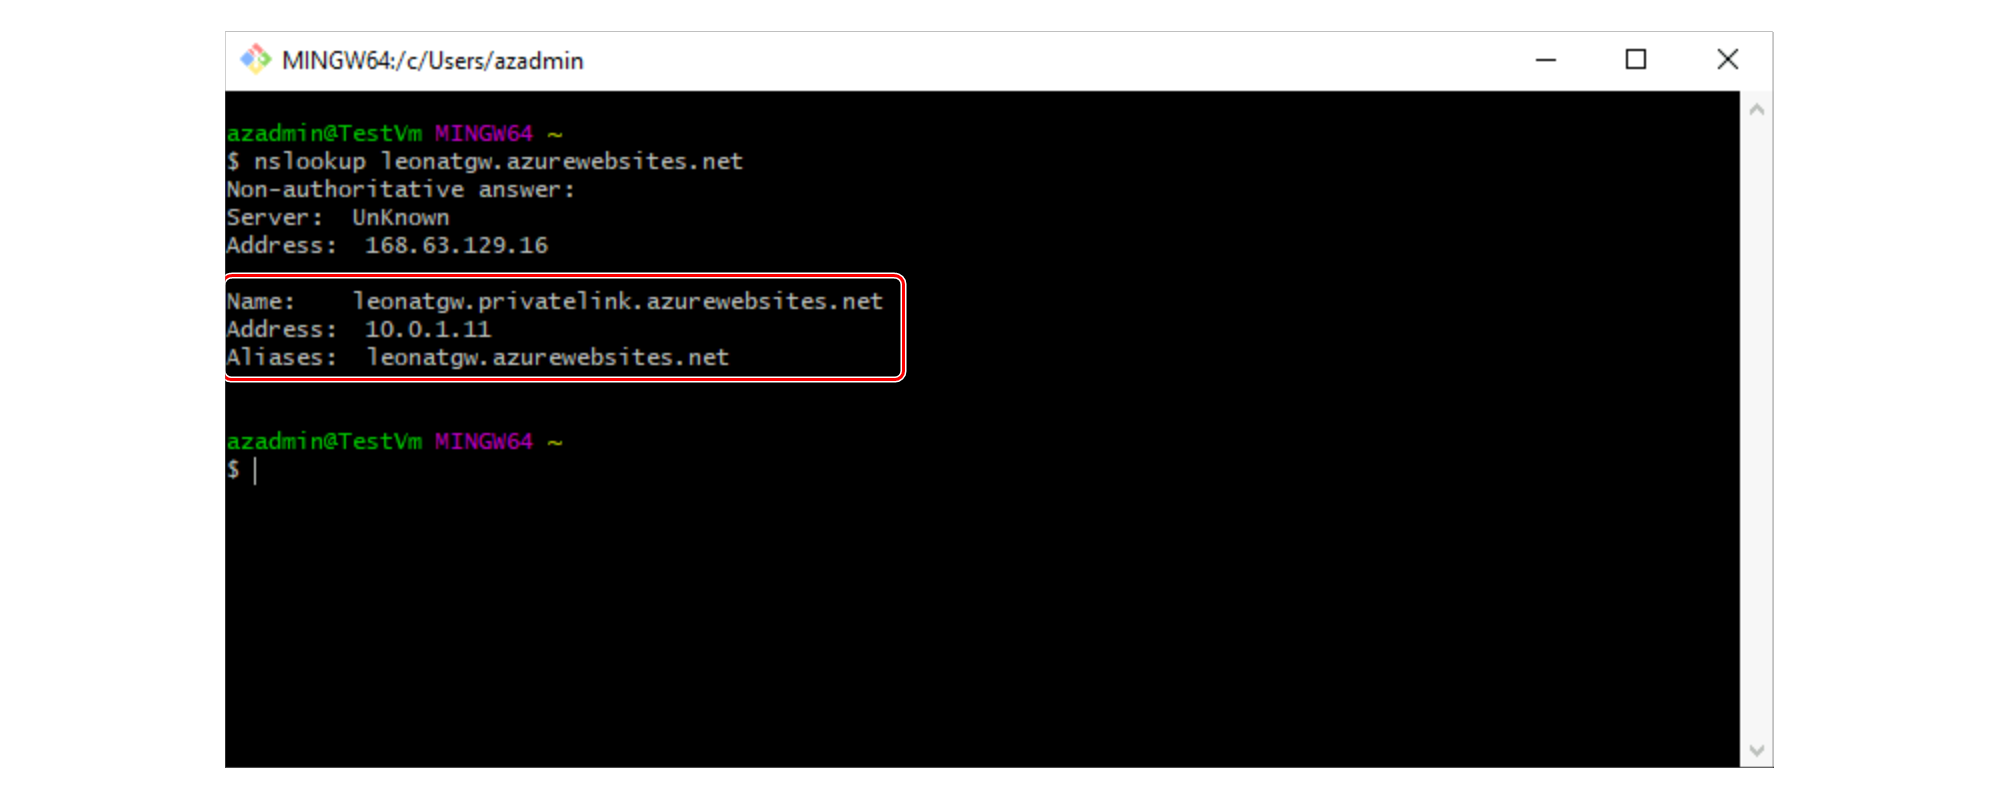 MINGW64:/c/Users/azadmin
azadmin@TestVm MINGW64 ~
$ nslookup leonatgw.azurewebsites.net
Non-authoritative answer:
Server:  UnKnown
Address:  168.63.129.16
Name:    leonatgw.privatelink.azurewebsites.net
Address:  10.0.1.11
Aliases:  leonatgw.azurewebsites.net
azadmin@TestVm MINGW64 ~
$